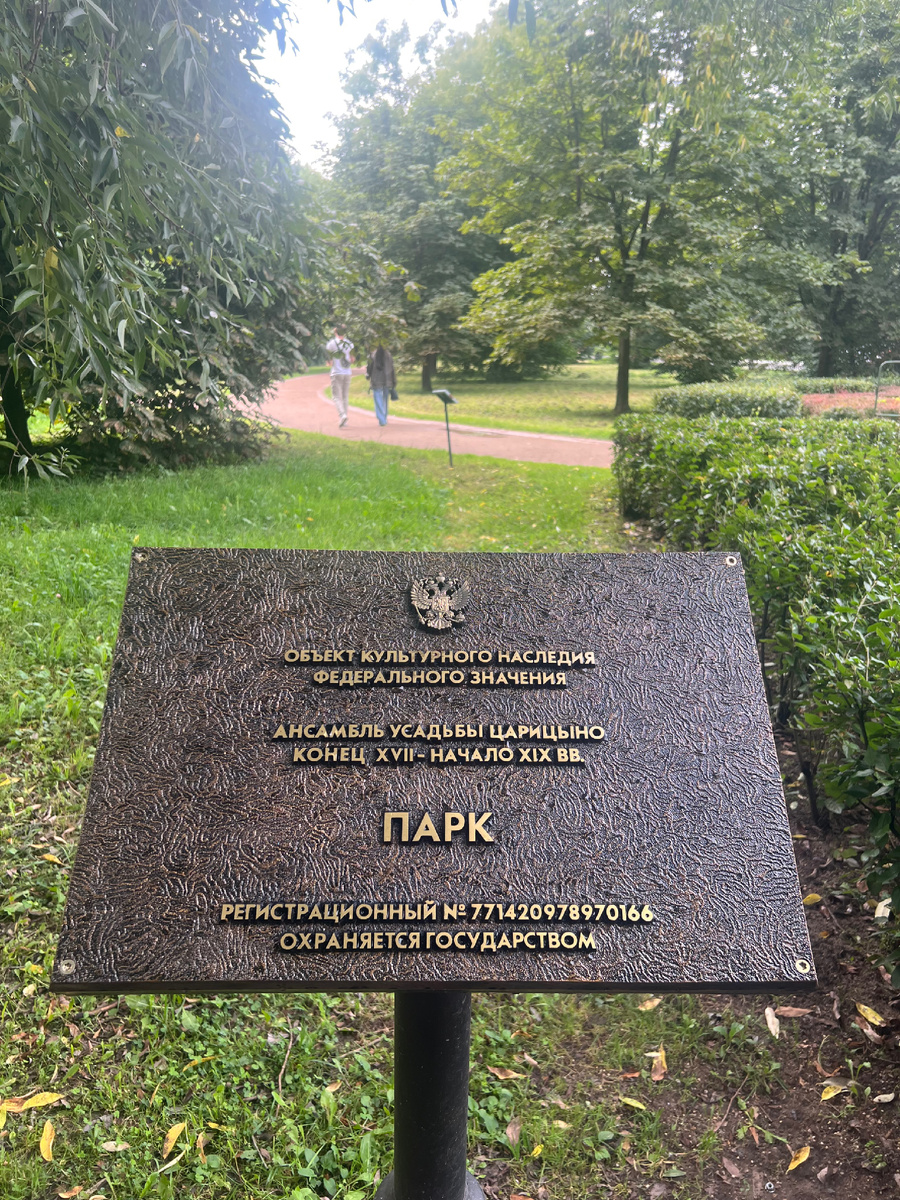 ОБЪЕКТ КУЛЬТУРНОГО НАСЛЕДИЯ
ФЕДЕРАЛЬНОГО ЗНАЧЕНИЯ
АНСАМБЛЬ УСАДЬБЫ ЦАРИЦЫНО
КОНЕЦ XVII - НАЧАЛО XIX ВВ.
ПАРК
РЕГИСТРАЦИОННЫЙ № 771420978970166
ОХРАНЯЕТСЯ ГОСУДАРСТВОМ